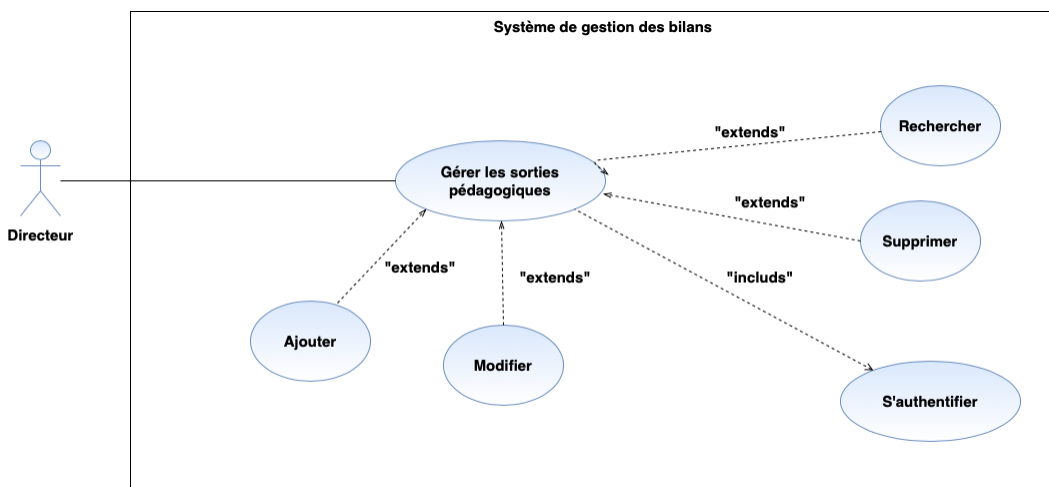 Système de gestion des bilans
Rechercher
"extends"
Gérer les sorties
pédagogiques
"extends"
Directeur
Supprimer
"extends"
"extends"
"includs"
Ajouter
Modifier
S'authentifier